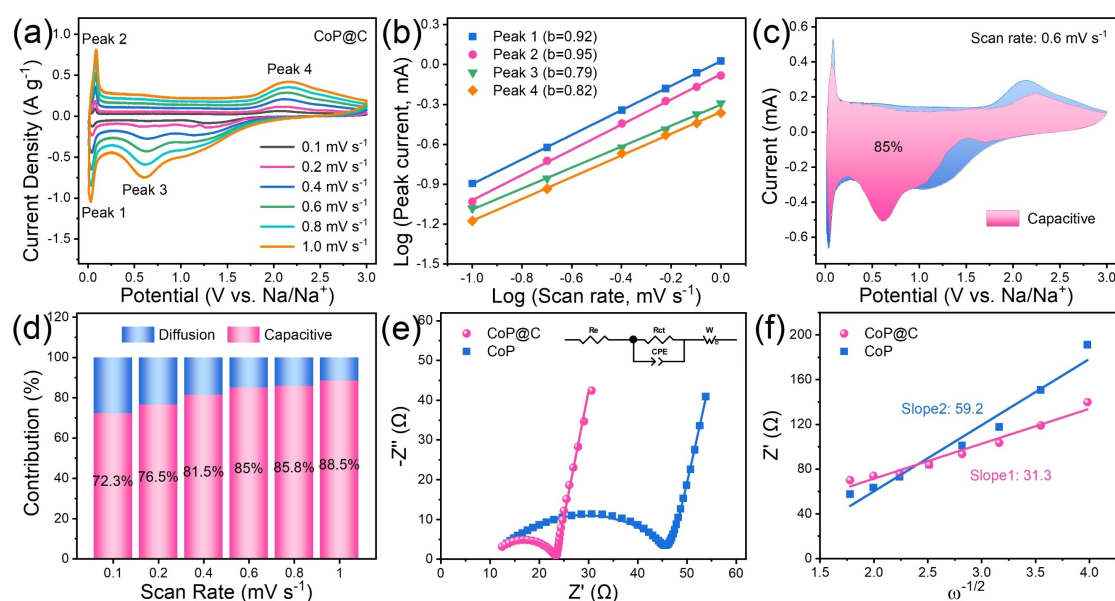 (a)
CoP@C
Peak 2
Peak 4
Peak 3
Peak 1
0.1 mV s⁻¹
0.2 mV s⁻¹
0.4 mV s⁻¹
0.6 mV s⁻¹
0.8 mV s⁻¹
1.0 mV s⁻¹
1.0
0.5
0.0
-0.5
-1.0
-1.5
Current Density (A g⁻¹)
0.0 0.5 1.0 1.5 2.0 2.5 3.0
Potential (V vs. Na/Na⁺)
(b)
Peak 1 (b=0.92)
Peak 2 (b=0.95)
Peak 3 (b=0.79)
Peak 4 (b=0.82)
0.0
-0.3
-0.6
-0.9
-1.2
-1.5
Log (Peak current, mA)
-1.0 -0.8 -0.6 -0.4 -0.2 0.0
Log (Scan rate, mV s⁻¹)
(c)
Scan rate: 0.6 mV s⁻¹
85%
Capacitive
0.6
0.4
0.2
0.0
-0.2
-0.4
-0.6
Current (mA)
0.0 0.5 1.0 1.5 2.0 2.5 3.0
Potential (V vs. Na/Na⁺)
(d)
Diffusion
Capacitive
120
100
80
60
40
20
0
Contribution (%)
72.3% 76.5% 81.5% 85% 85.8% 88.5%
0.1 0.2 0.4 0.6 0.8 1
Scan Rate (mV s⁻¹)
(e)
CoP@C
CoP
Re
Rct
CPE
W
o
-50
-40
-30
-20
-10
0
-Z'' (Ω)
0 10 20 30 40 50 60
Z' (Ω)
(f)
CoP@C
CoP
Slope2: 59.2
Slope1: 31.3
200
160
120
80
40
0
Z' (Ω)
1.5 2.0 2.5 3.0 3.5 4.0
ω⁻¹ᐟ²